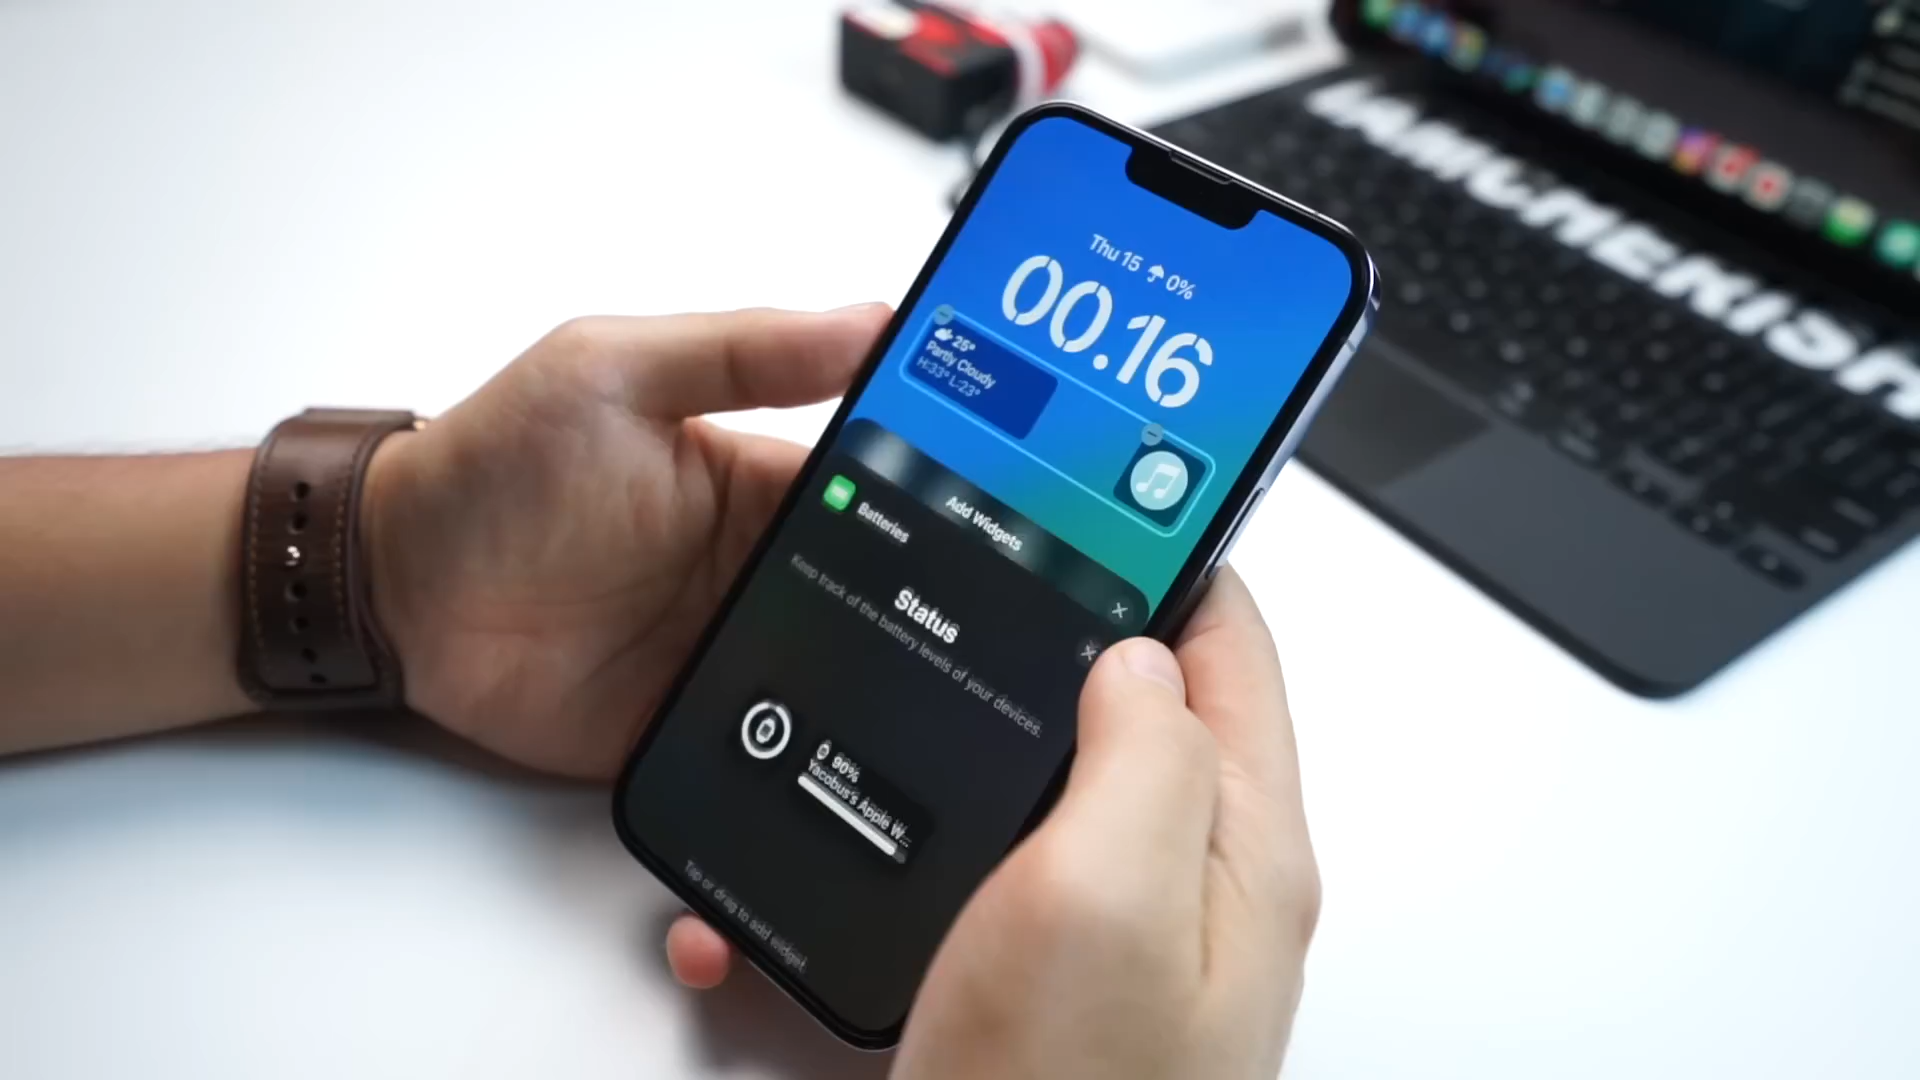 Thu 15 0%
00.16
25°
Partly Cloudy
H:33° L:23°
Add Widgets
Batteries
Status
Keep track of the battery levels of your devices.
90%
Yacobus's Apple W...
Tap or drag to add widget.